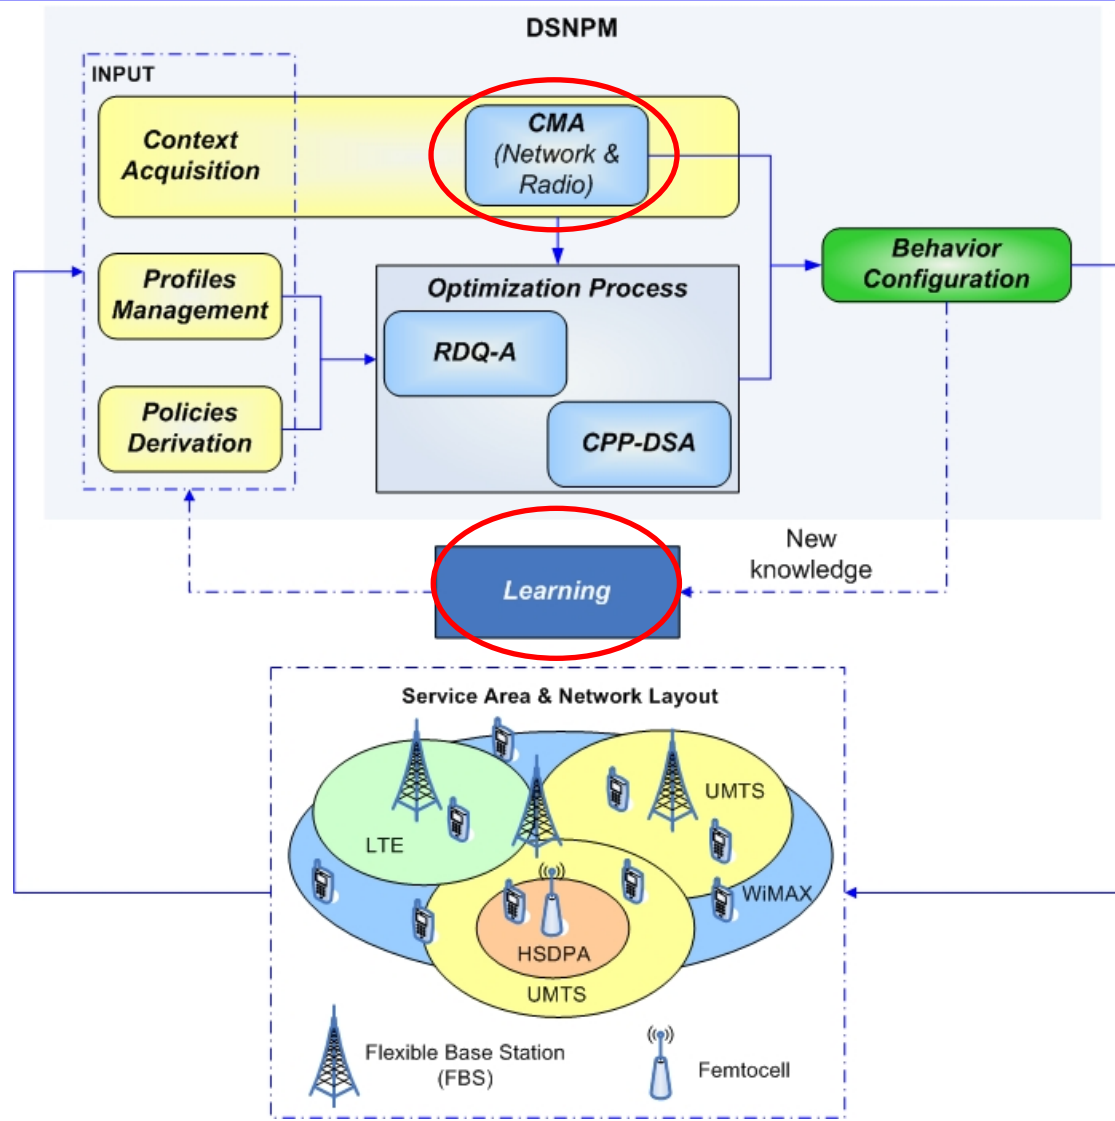 DSNPM
INPUT
Context
Acquisition
CMA
(Network &
Radio)
Profiles
Management
Policies
Derivation
Optimization Process
RDQ-A
CPP-DSA
Behavior
Configuration
New
knowledge
Learning
Service Area & Network Layout
UMTS
LTE
WiMAX
HSDPA
UMTS
Flexible Base Station
(FBS)
Femtocell